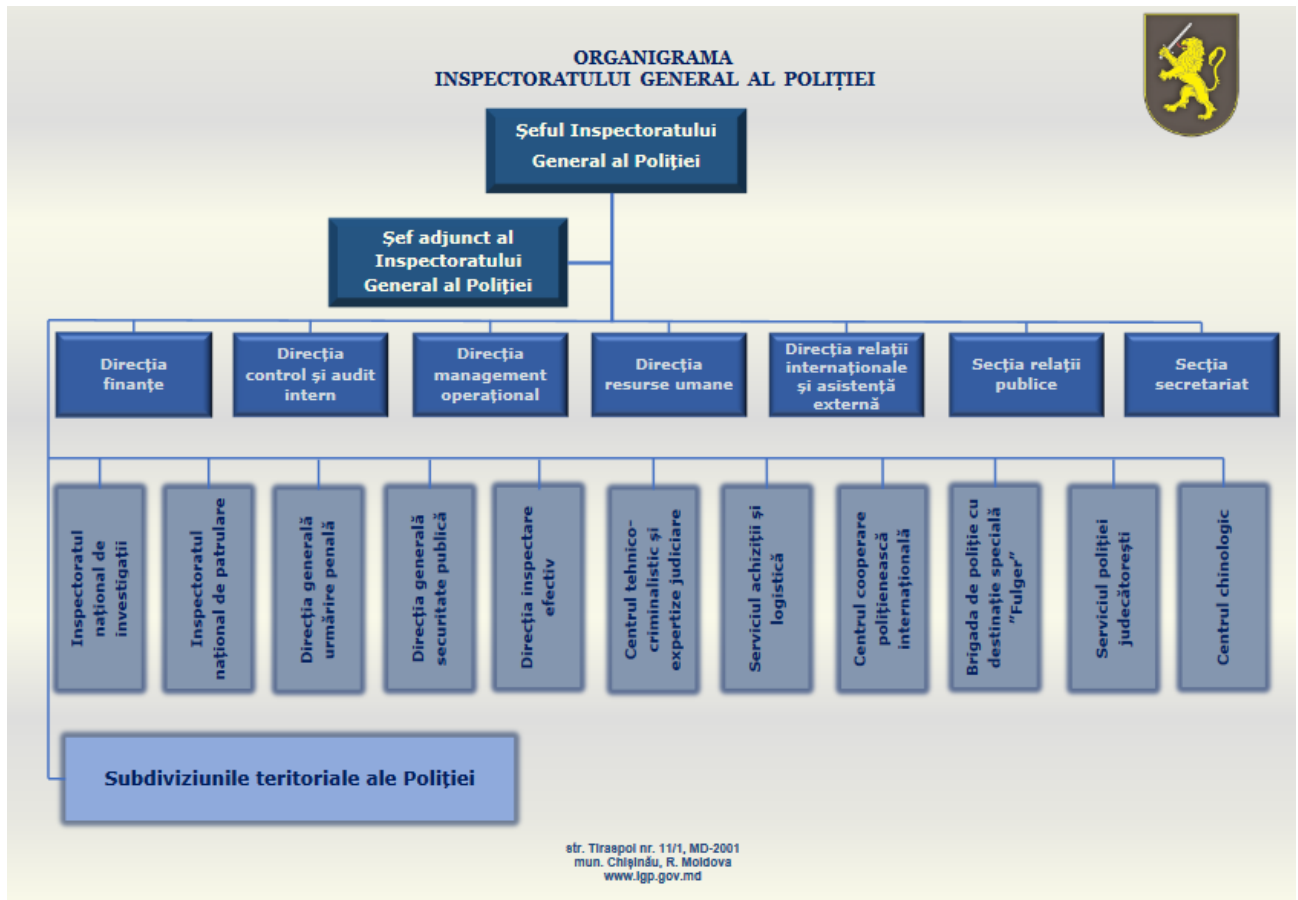 ORGANIGRAMA
INSPECTORATULUI GENERAL AL POLIȚIEI
Șeful Inspectoratului
General al Poliției
Șef adjunct al
Inspectoratului
General al Poliției
Direcția
finanțe
Direcția
control și audit
intern
Direcția
management
operațional
Direcția
resurse umane
Direcția relații
internaționale
și asistență
externă
Secția relații
publice
Secția
secretariat
Inspectoratul
național de
investigații
Inspectoratul
național de patrulare
Direcția generală
urmărire penală
Direcția generală
securitate publică
Direcția inspectare
efectiv
Centrul tehnico-
criminalistic și
expertize judiciare
Serviciul achiziții și
logistică
Centrul cooperare
polițienească
internațională
Brigada de poliție cu
destinație specială
”Fulger”
Serviciul poliției
judecătorești
Centrul chinologic
Subdiviziunile teritoriale ale Poliției
str. Tiraspol nr. 11/1, MD-2001
mun. Chișinău, R. Moldova
www.igp.gov.md